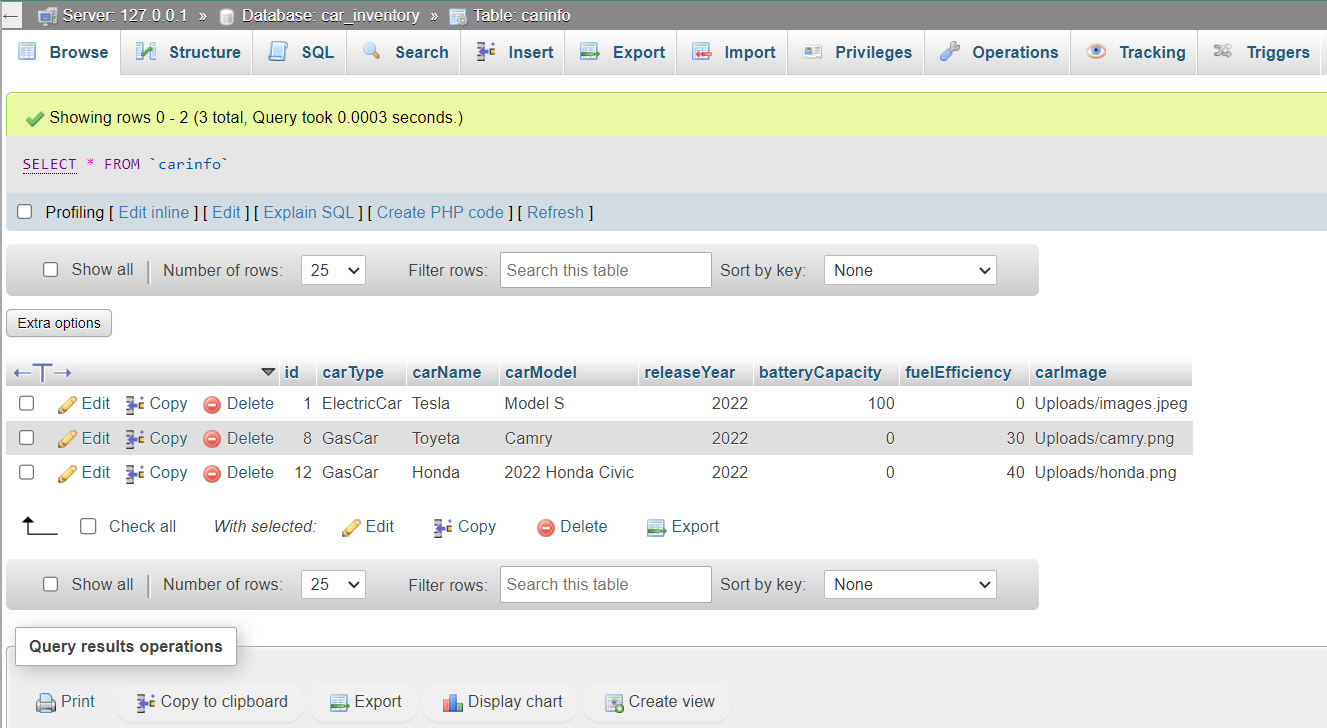 Server: 127.0.0.1 » Database: car_inventory » Table: carinfo
Browse Structure SQL Search Insert Export Import Privileges Operations Tracking Triggers
Showing rows 0 - 2 (3 total, Query took 0.0003 seconds.)
SELECT * FROM `carinfo`
Profiling [ Edit inline ] [ Edit ] [ Explain SQL ] [ Create PHP code ] [ Refresh ]
Show all Number of rows: 25 Filter rows: Search this table Sort by key: None
Extra options
←T→ id carType carName carModel releaseYear batteryCapacity fuelEfficiency carImage
Edit Copy Delete 1 ElectricCar Tesla Model S 2022 100 0 Uploads/images.jpeg
Edit Copy Delete 8 GasCar Toyeta Camry 2022 0 30 Uploads/camry.png
Edit Copy Delete 12 GasCar Honda 2022 Honda Civic 2022 0 40 Uploads/honda.png
Check all With selected: Edit Copy Delete Export
Show all Number of rows: 25 Filter rows: Search this table Sort by key: None
Query results operations
Print Copy to clipboard Export Display chart Create view